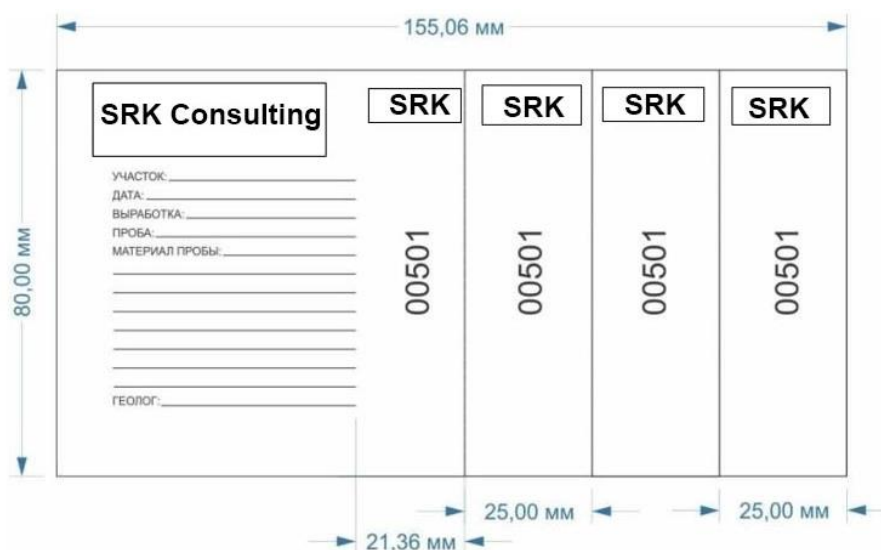 155,06 мм
SRK Consulting
SRK
SRK
SRK
SRK
УЧАСТОК:
ДАТА:
ВЫРАБОТКА:
ПРОБА:
МАТЕРИАЛ ПРОБЫ:
ГЕОЛОГ:
00501
00501
00501
00501
80,00 мм
25,00 мм
25,00 мм
21,36 мм